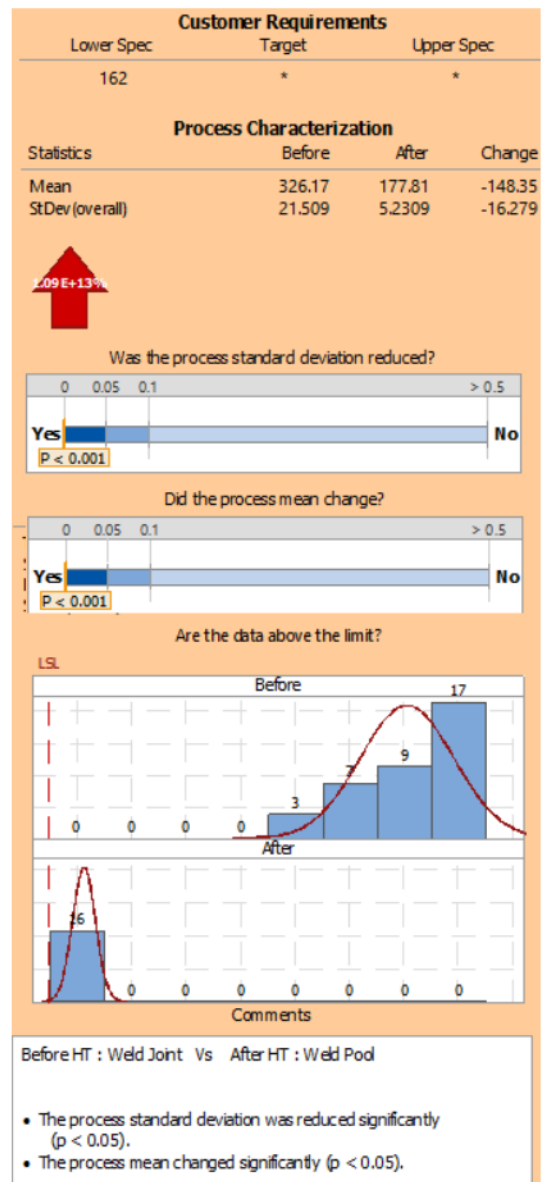 Customer Requirements
Lower Spec Target Upper Spec
162 * *
Process Characterization
Statistics Before After Change
Mean 326.17 177.81 -148.35
StDev(overall) 21.509 5.2309 -16.279
1.09E+13%
Was the process standard deviation reduced?
0 0.05 0.1 > 0.5
Yes No
P < 0.001
Did the process mean change?
0 0.05 0.1 > 0.5
Yes No
P < 0.001
Are the data above the limit?
LSL
Before
17
9
7
3
0 0 0 0
After
0 0 0 0 0 0 0
Comments
Before HT : Weld Joint Vs After HT : Weld Pool
• The process standard deviation was reduced significantly
(p < 0.05).
• The process mean changed significantly (p < 0.05).